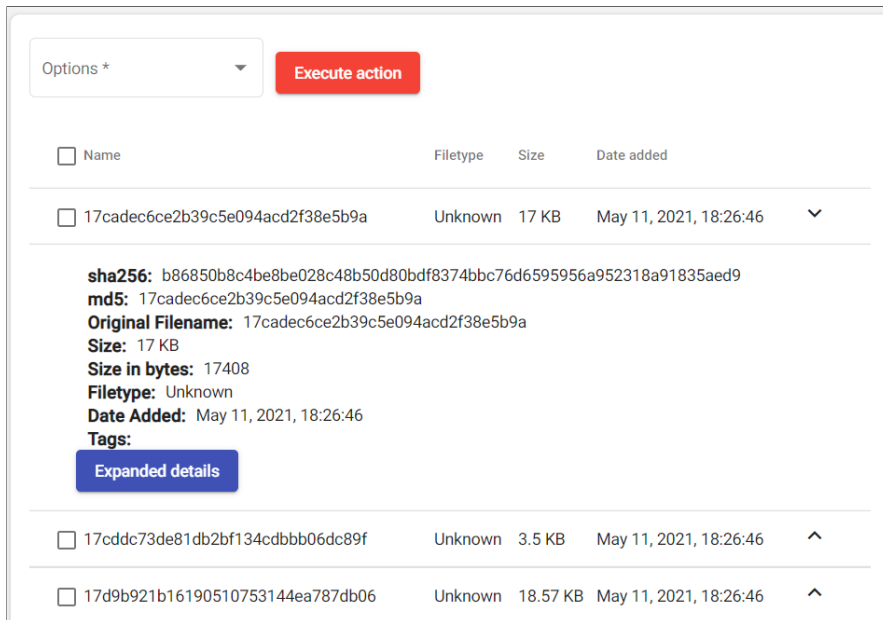 Options *
Execute action
Name Filetype Size Date added
17cadec6ce2b39c5e094acd2f38e5b9a Unknown 17 KB May 11, 2021, 18:26:46
sha256: b86850b8c4be8be028c48b50d80bdf8374bbc76d6595956a952318a91835aed9
md5: 17cadec6ce2b39c5e094acd2f38e5b9a
Original Filename: 17cadec6ce2b39c5e094acd2f38e5b9a
Size: 17 KB
Size in bytes: 17408
Filetype: Unknown
Date Added: May 11, 2021, 18:26:46
Tags:
Expanded details
17cddc73de81db2bf134cdbbb06dc89f Unknown 3.5 KB May 11, 2021, 18:26:46
17d9b921b16190510753144ea787db06 Unknown 18.57 KB May 11, 2021, 18:26:46